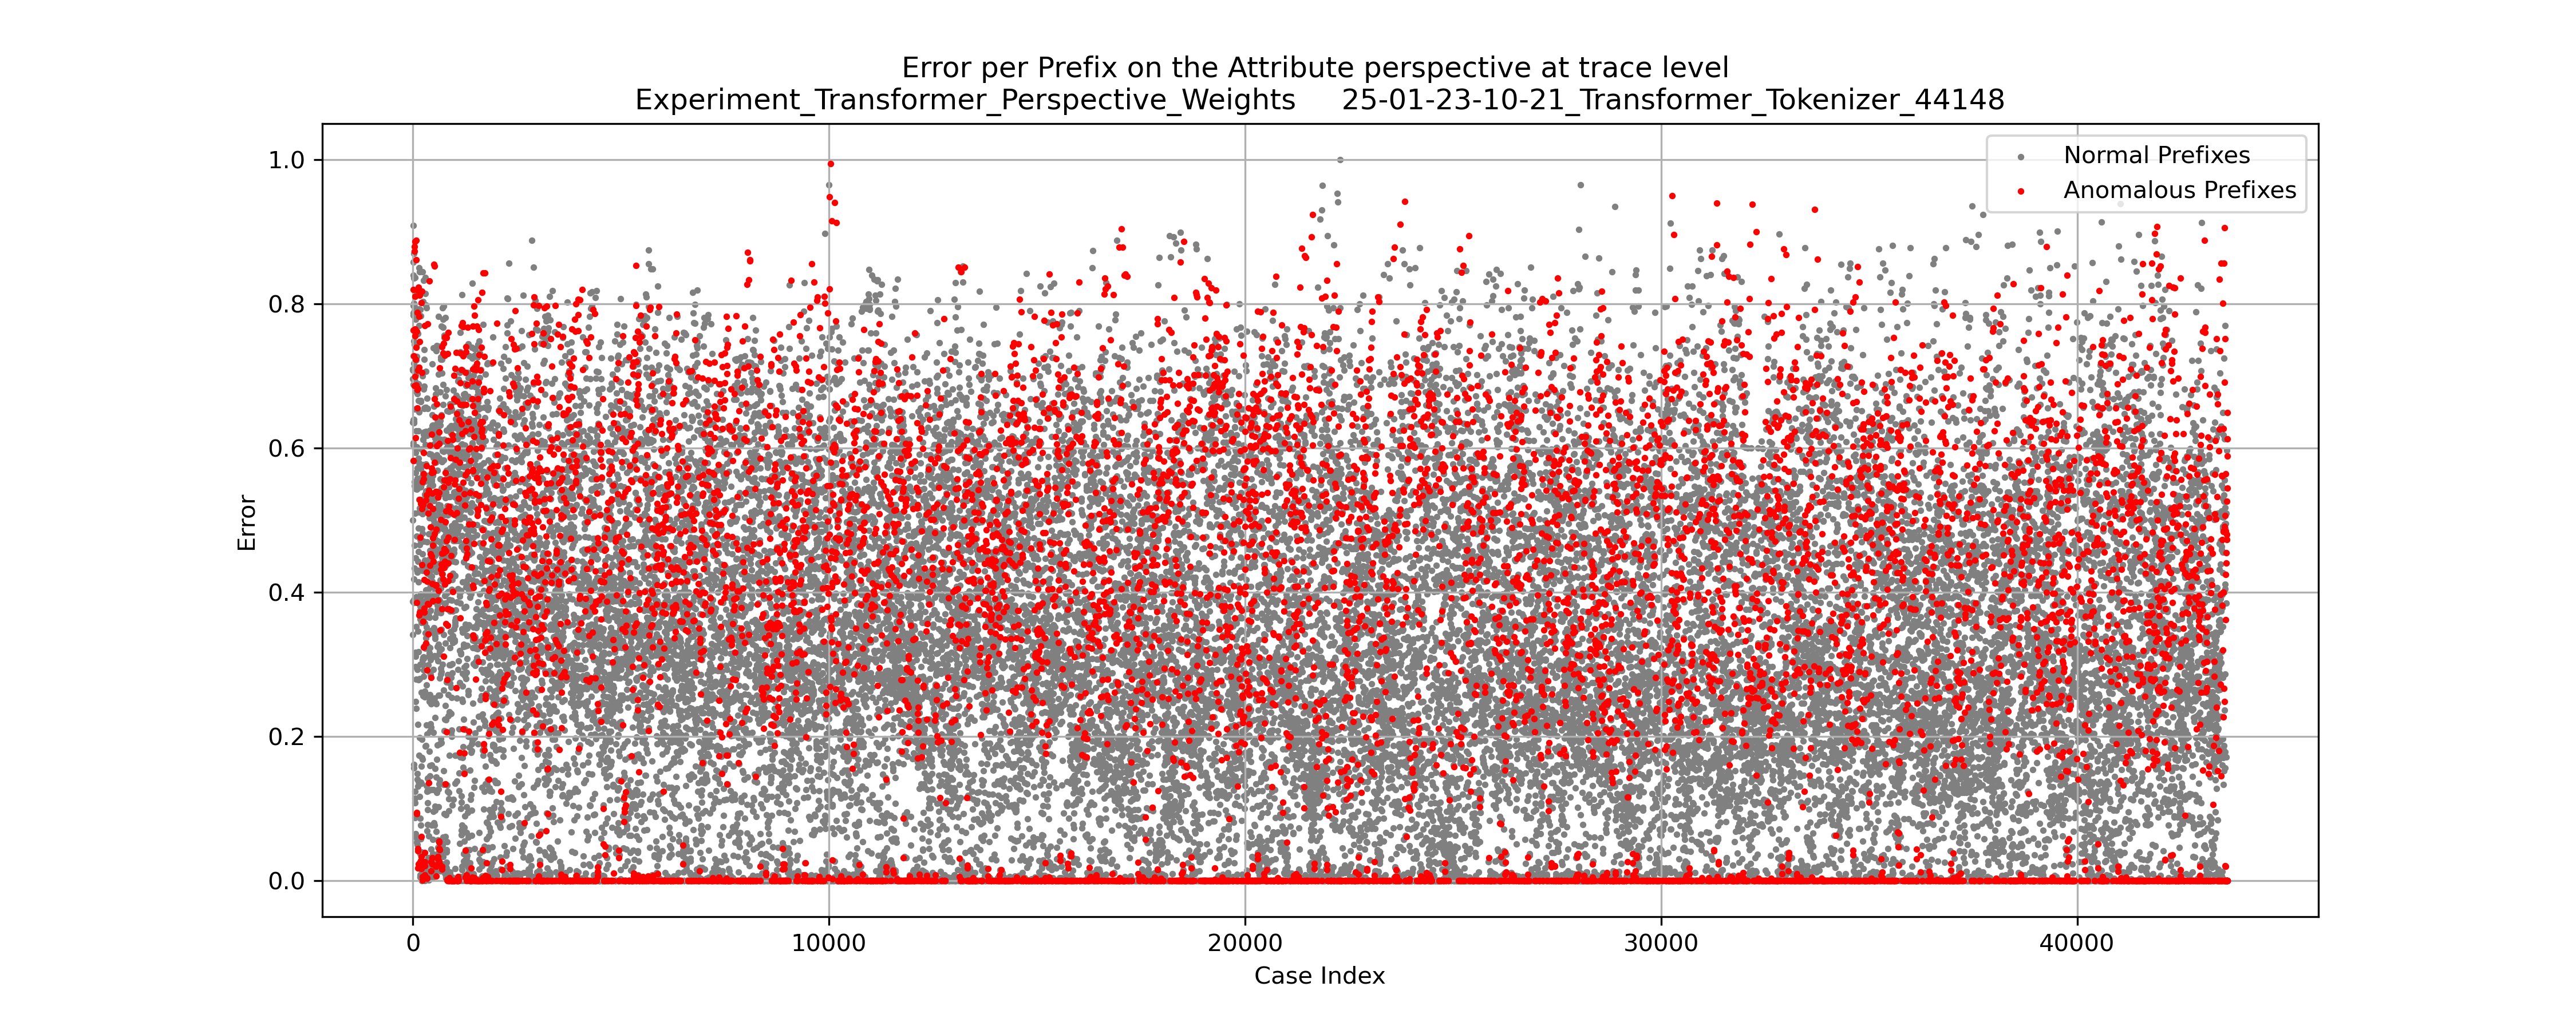 Error per Prefix on the Attribute perspective at trace level
Experiment_Transformer_Perspective_Weights 25-01-23-10-21_Transformer_Tokenizer_44148
Normal Prefixes
Anomalous Prefixes
1.0
0.8
0.6
0.4
0.2
0.0
Error
0 10000 20000 30000 40000
Case Index